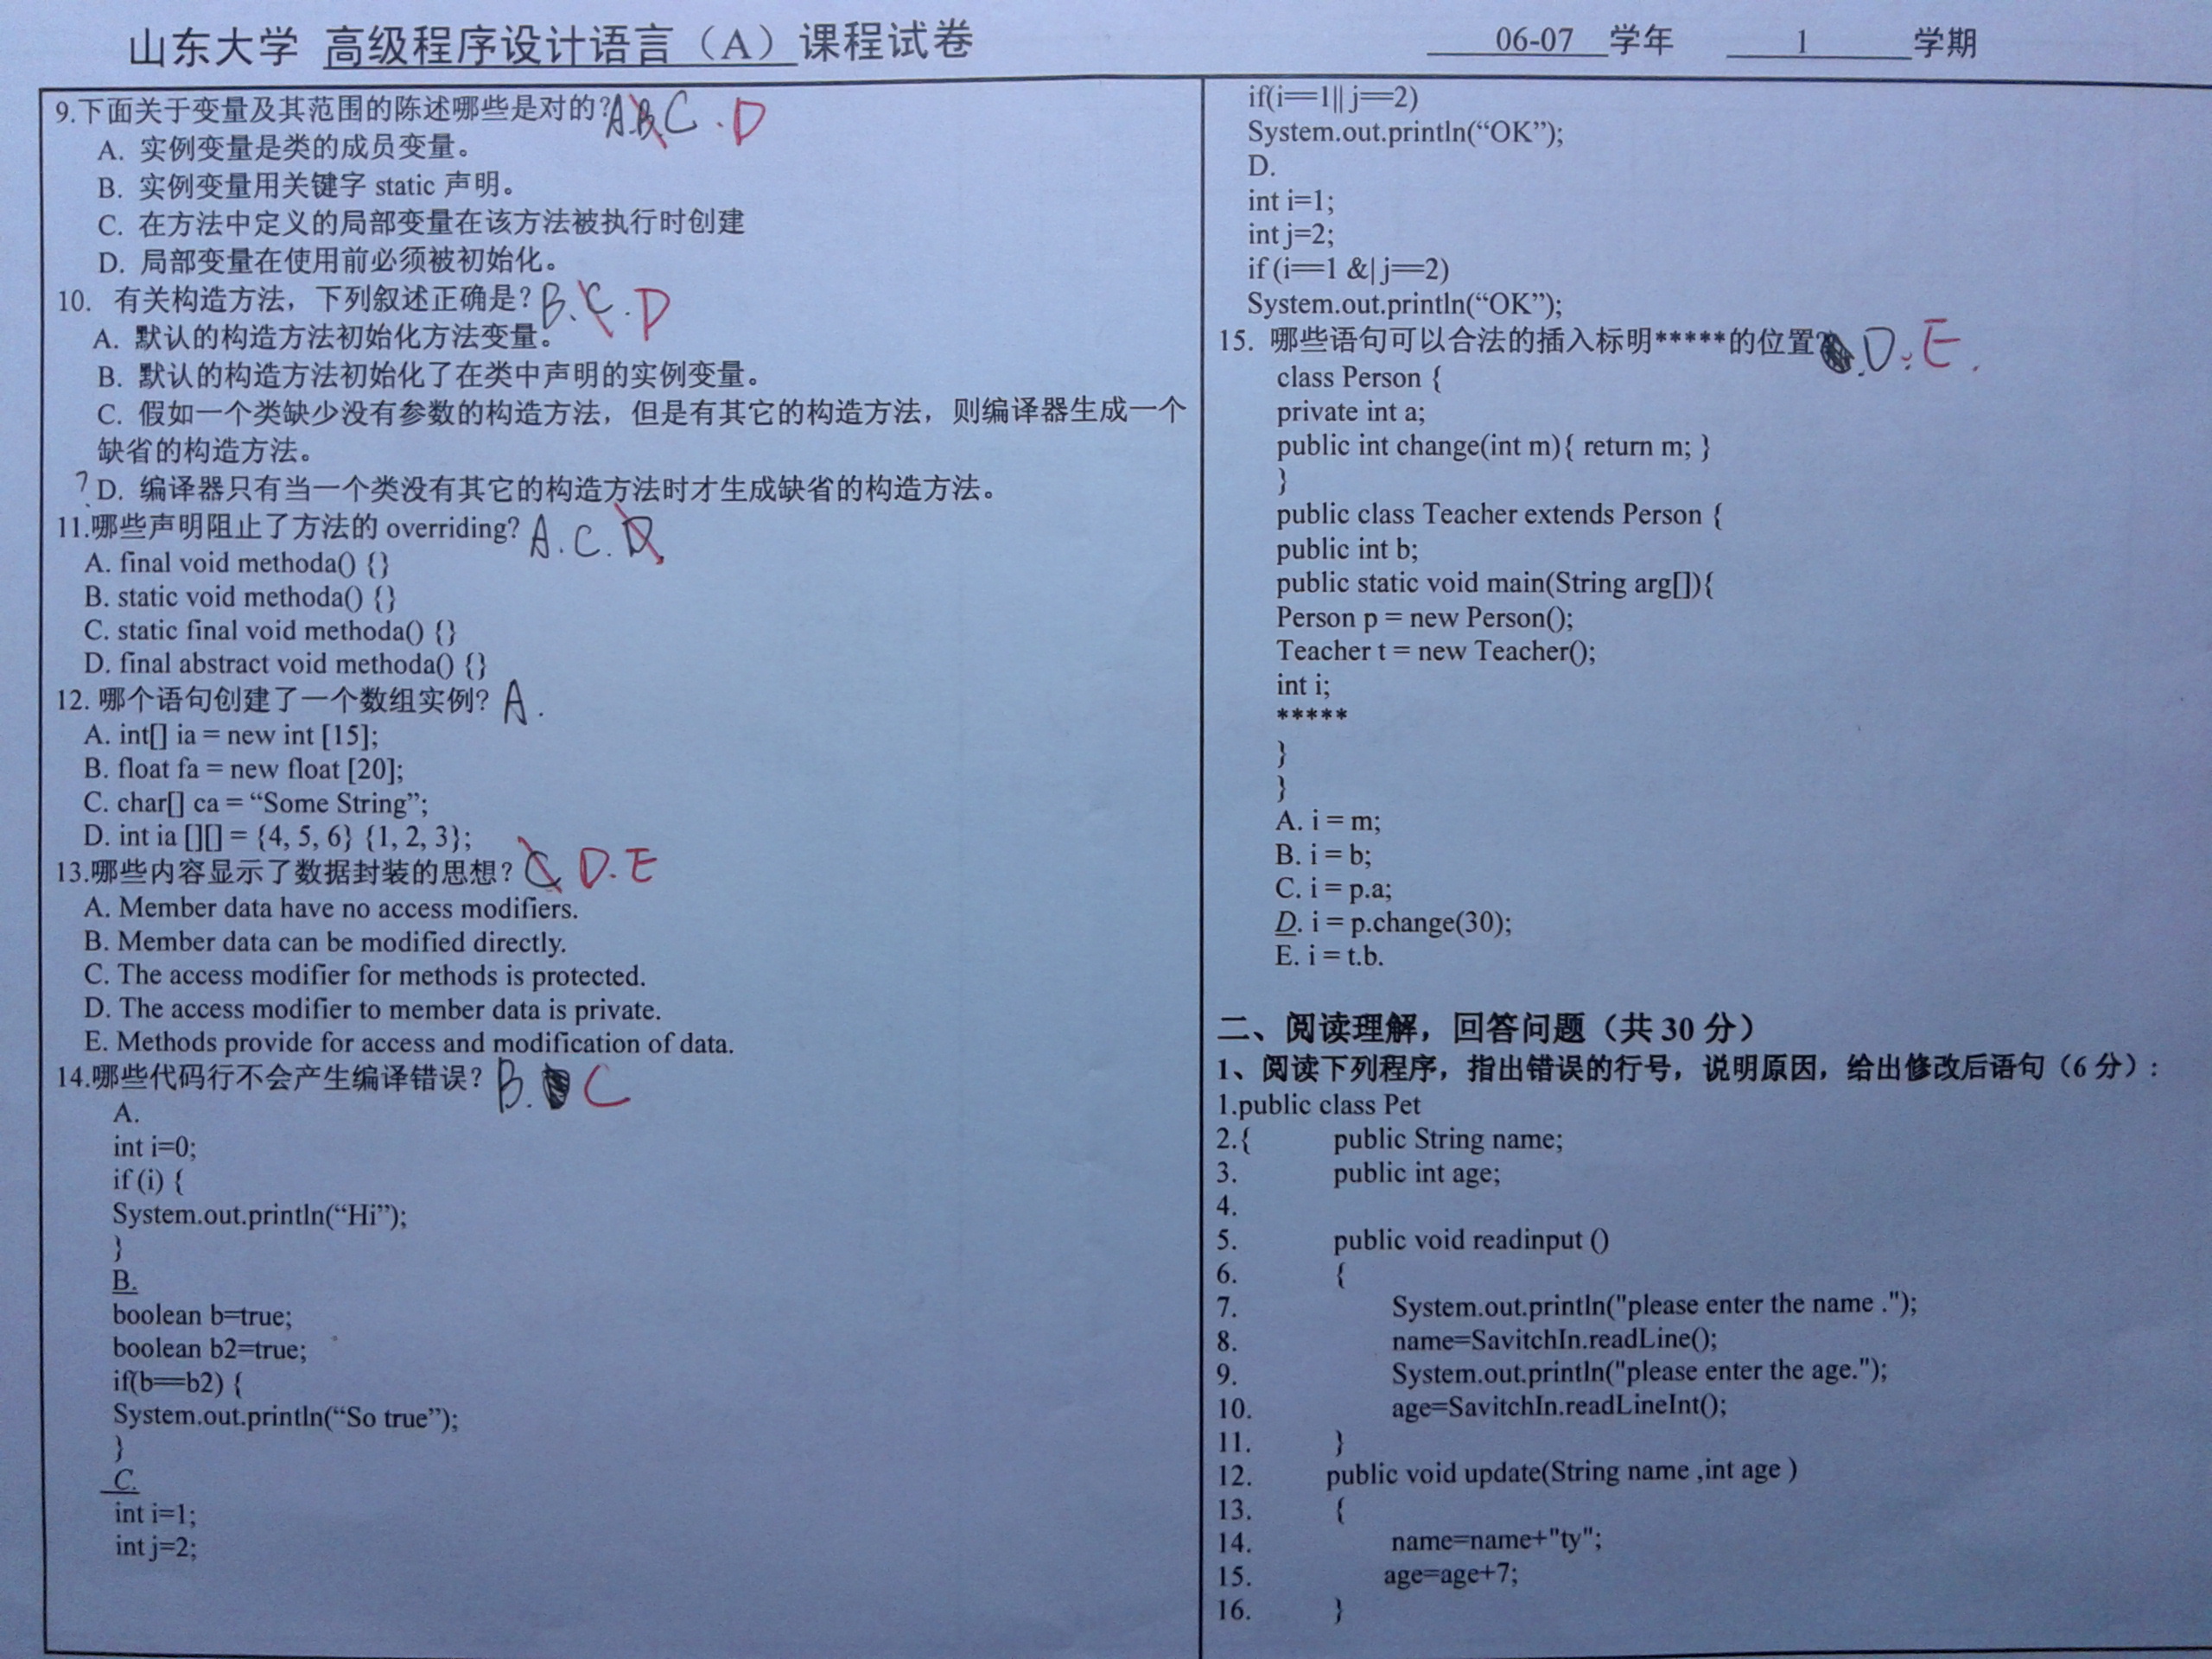 山东大学 高级程序设计语言（A）课程试卷 06-07 学年 1 学期
9.下面关于变量及其范围的陈述哪些是对的？A.B.C.D
A. 实例变量是类的成员变量。
B. 实例变量用关键字 static 声明。
C. 在方法中定义的局部变量在该方法被执行时创建
D. 局部变量在使用前必须被初始化。
10. 有关构造方法，下列叙述正确是？B.C.D
A. 默认的构造方法初始化方法变量。
B. 默认的构造方法初始化了在类中声明的实例变量。
C. 假如一个类缺少没有参数的构造方法，但是有其它的构造方法，则编译器生成一个
缺省的构造方法。
? D. 编译器只有当一个类没有其它的构造方法时才生成缺省的构造方法。
11.哪些声明阻止了方法的 overriding? A.C.D.
A. final void methoda() {}
B. static void methoda() {}
C. static final void methoda() {}
D. final abstract void methoda() {}
12. 哪个语句创建了一个数组实例？A.
A. int[] ia = new int [15];
B. float fa = new float [20];
C. char[] ca = “Some String”;
D. int ia [][] = {4, 5, 6} {1, 2, 3};
13.哪些内容显示了数据封装的思想？C D.E
A. Member data have no access modifiers.
B. Member data can be modified directly.
C. The access modifier for methods is protected.
D. The access modifier to member data is private.
E. Methods provide for access and modification of data.
14.哪些代码行不会产生编译错误？B. C
A.
int i=0;
if (i) {
System.out.println(“Hi”);
}
B.
boolean b=true;
boolean b2=true;
if(b==b2) {
System.out.println(“So true”);
}
C.
int i=1;
int j=2;
if(i==1|| j==2)
System.out.println(“OK”);
D.
int i=1;
int j=2;
if (i==1 &| j==2)
System.out.println(“OK”);
15. 哪些语句可以合法的插入标明*****的位置？ .D.E.
class Person {
private int a;
public int change(int m){ return m; }
}
public class Teacher extends Person {
public int b;
public static void main(String arg[]){
Person p = new Person();
Teacher t = new Teacher();
int i;
*****
}
}
A. i = m;
B. i = b;
C. i = p.a;
D. i = p.change(30);
E. i = t.b.
二、阅读理解，回答问题（共 30 分）
1、阅读下列程序，指出错误的行号，说明原因，给出修改后语句（6 分）：
1.public class Pet
2.{ public String name;
3. public int age;
4.
5. public void readinput ()
6. {
7. System.out.println("please enter the name .");
8. name=SavitchIn.readLine();
9. System.out.println("please enter the age.");
10. age=SavitchIn.readLineInt();
11. }
12. public void update(String name ,int age )
13. {
14. name=name+"ty";
15. age=age+7;
16. }